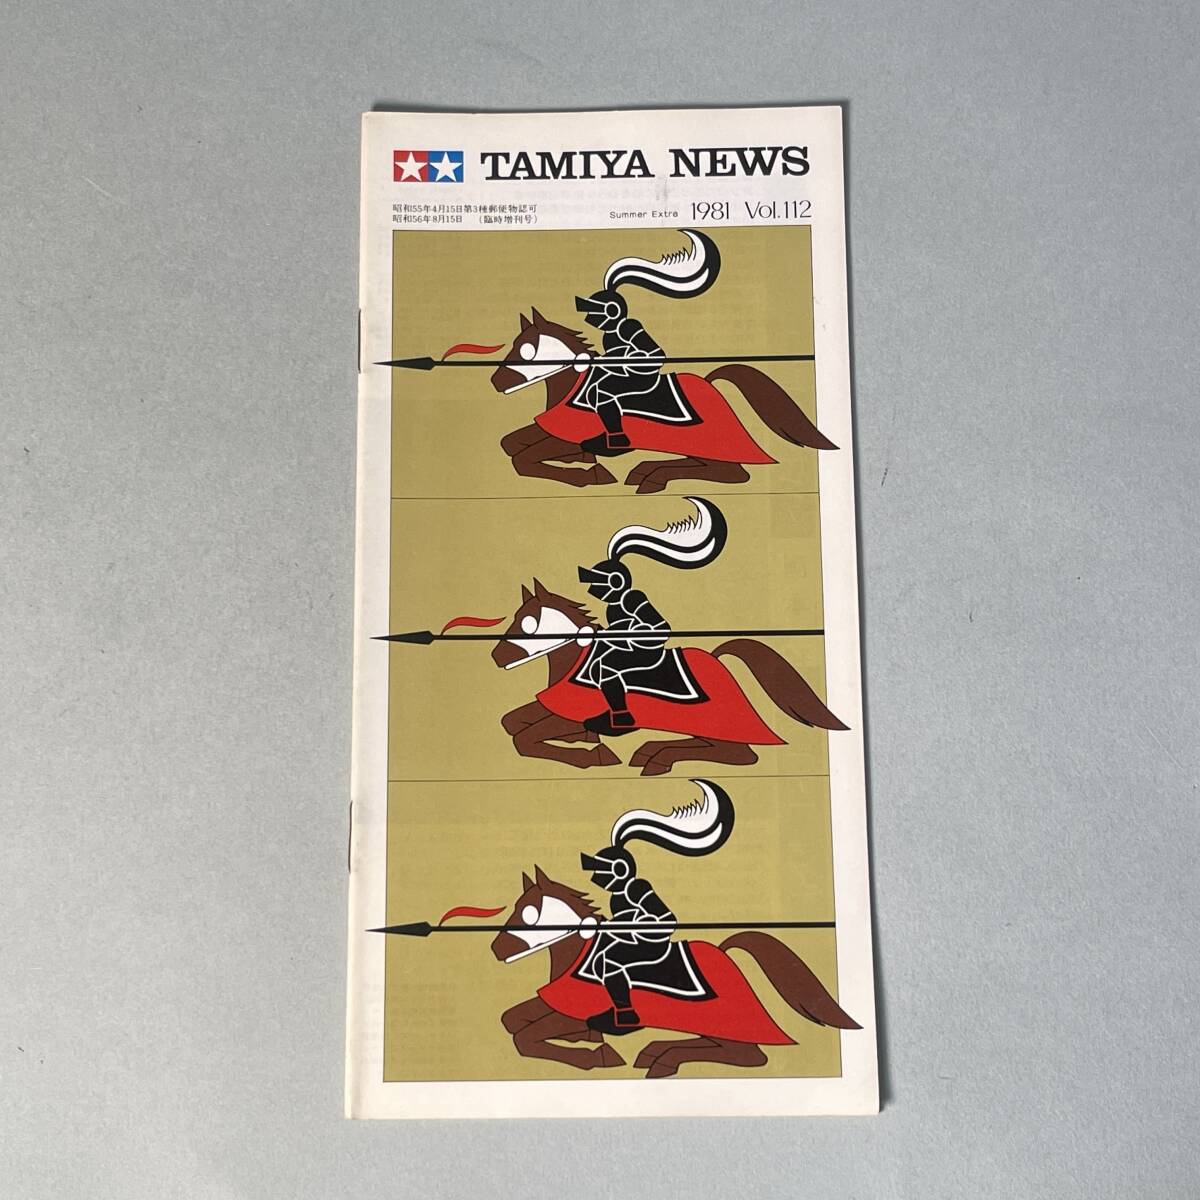 TAMIYA NEWS
昭和55年4月15日第3種郵便物認可
昭和56年8月15日 (臨時増刊号)
Summer Extra 1981 Vol.112